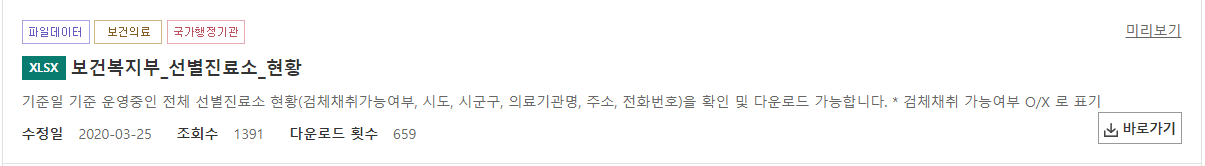 파일데이터 보건의료 국가행정기관 미리보기
XLSX 보건복지부_선별진료소_현황
기준일 기준 운영중인 전체 선별진료소 현황(검체채취가능여부, 시도, 시군구, 의료기관명, 주소, 전화번호)을 확인 및 다운로드 가능합니다. * 검체채취 가능여부 O/X 로 표기
수정일 2020-03-25 조회수 1391 다운로드 횟수 659 바로가기